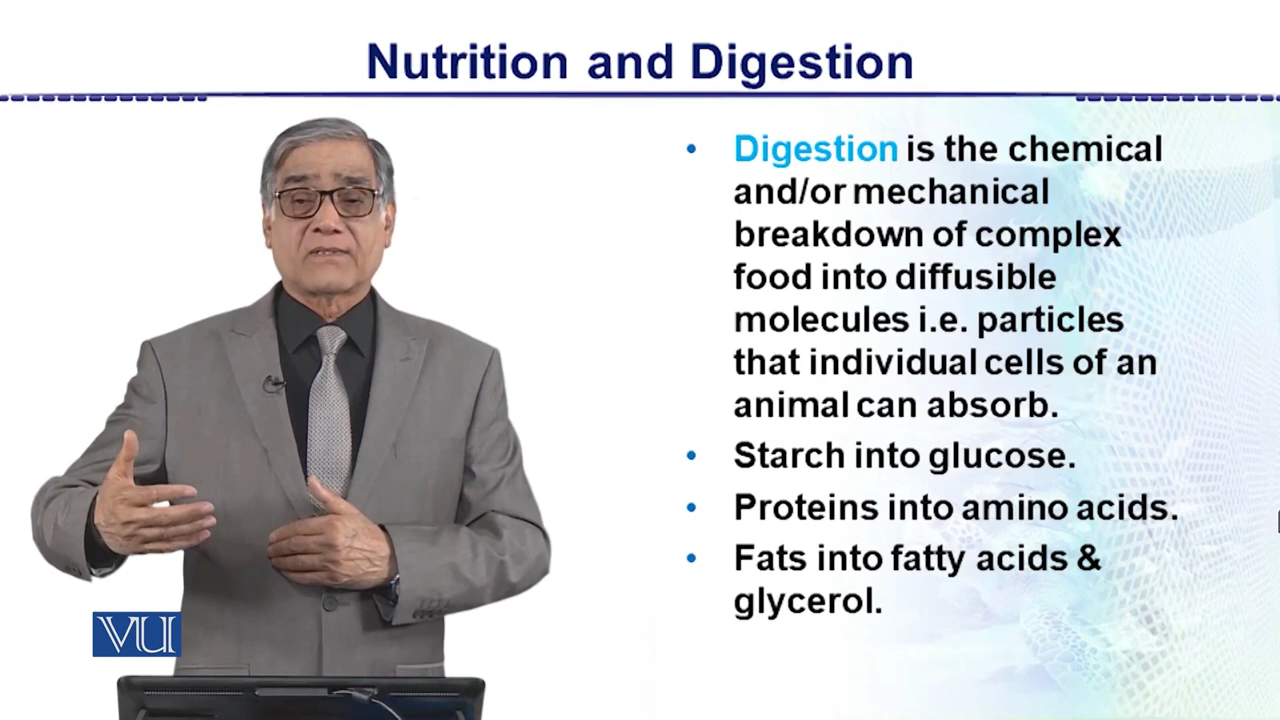 Nutrition and Digestion
• Digestion is the chemical
and/or mechanical
breakdown of complex
food into diffusible
molecules i.e. particles
that individual cells of an
animal can absorb.
• Starch into glucose.
• Proteins into amino acids.
• Fats into fatty acids &
glycerol.
VU